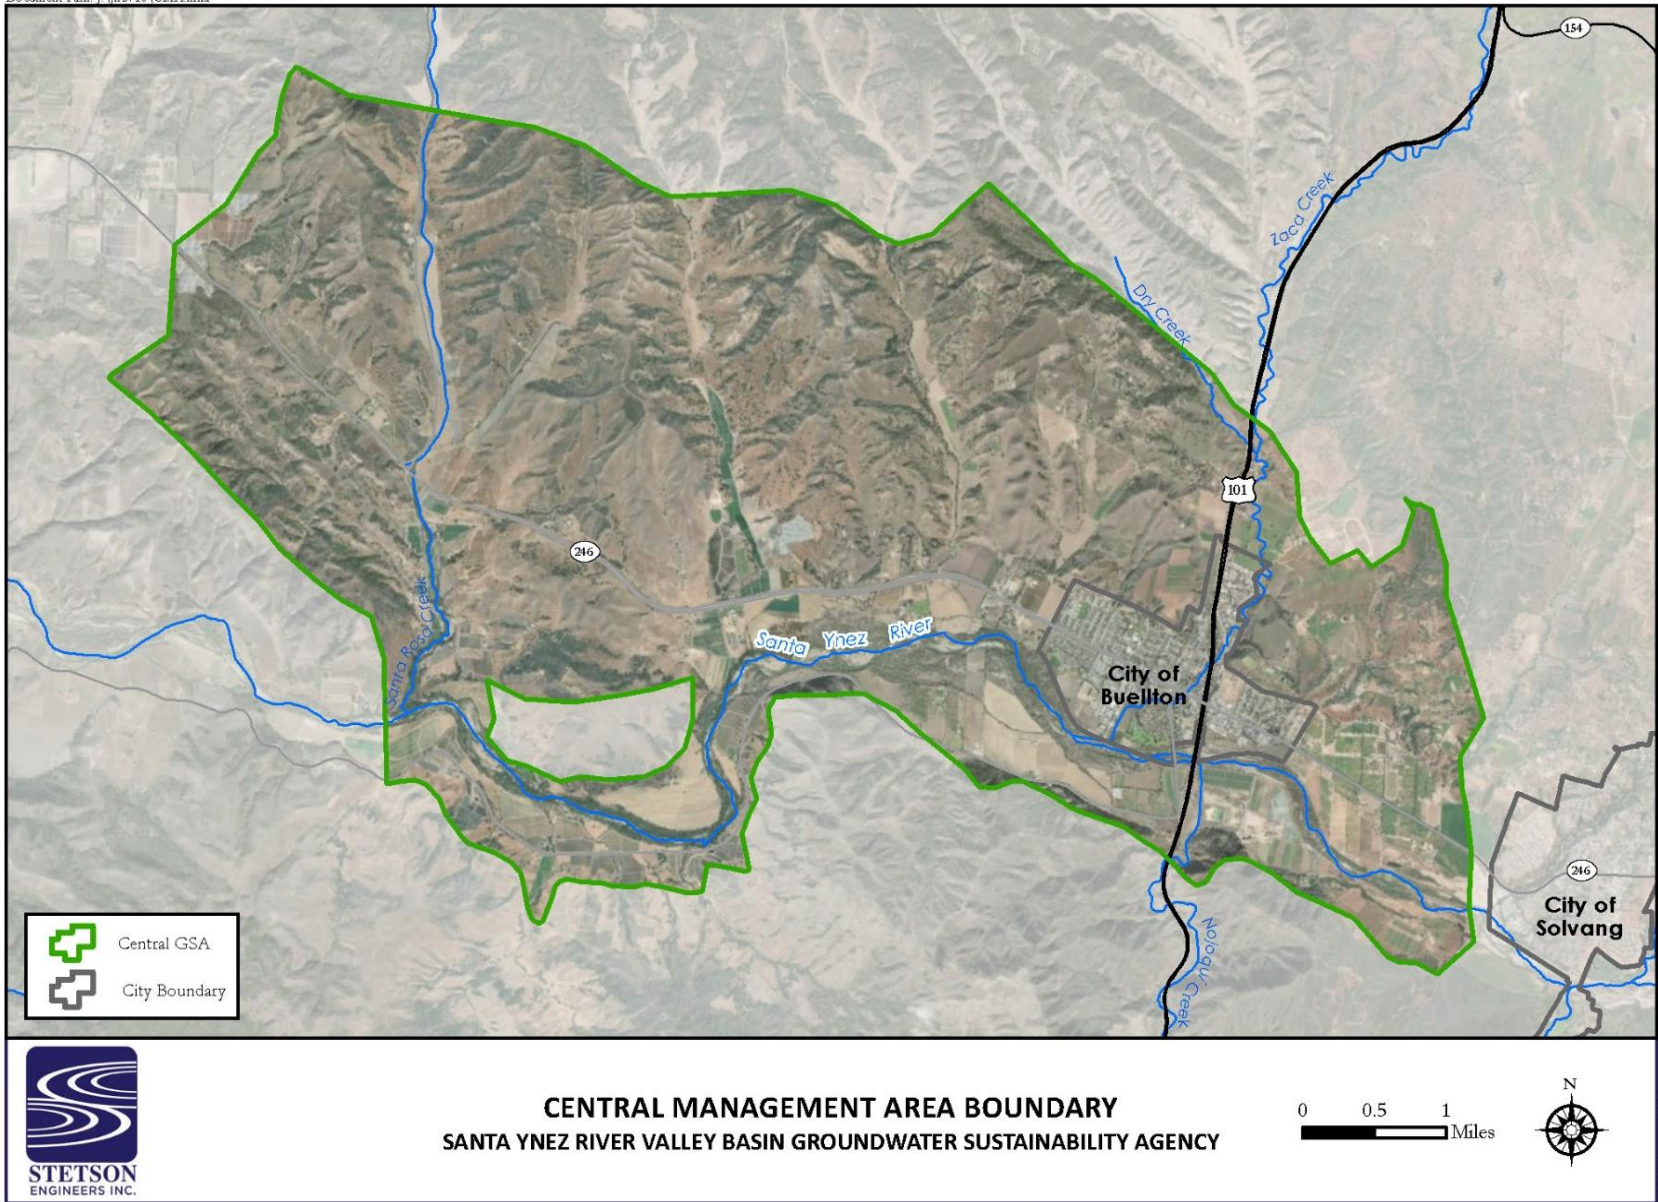 154
Zaca Creek
Dry Creek
101
246
Santa Rosa Creek
Santa Ynez River
City of
Buellton
246
City of
Solvang
Nojoqui Creek
Central GSA
City Boundary
STETSON
ENGINEERS INC.
CENTRAL MANAGEMENT AREA BOUNDARY
SANTA YNEZ RIVER VALLEY BASIN GROUNDWATER SUSTAINABILITY AGENCY
0 0.5 1
Miles
N